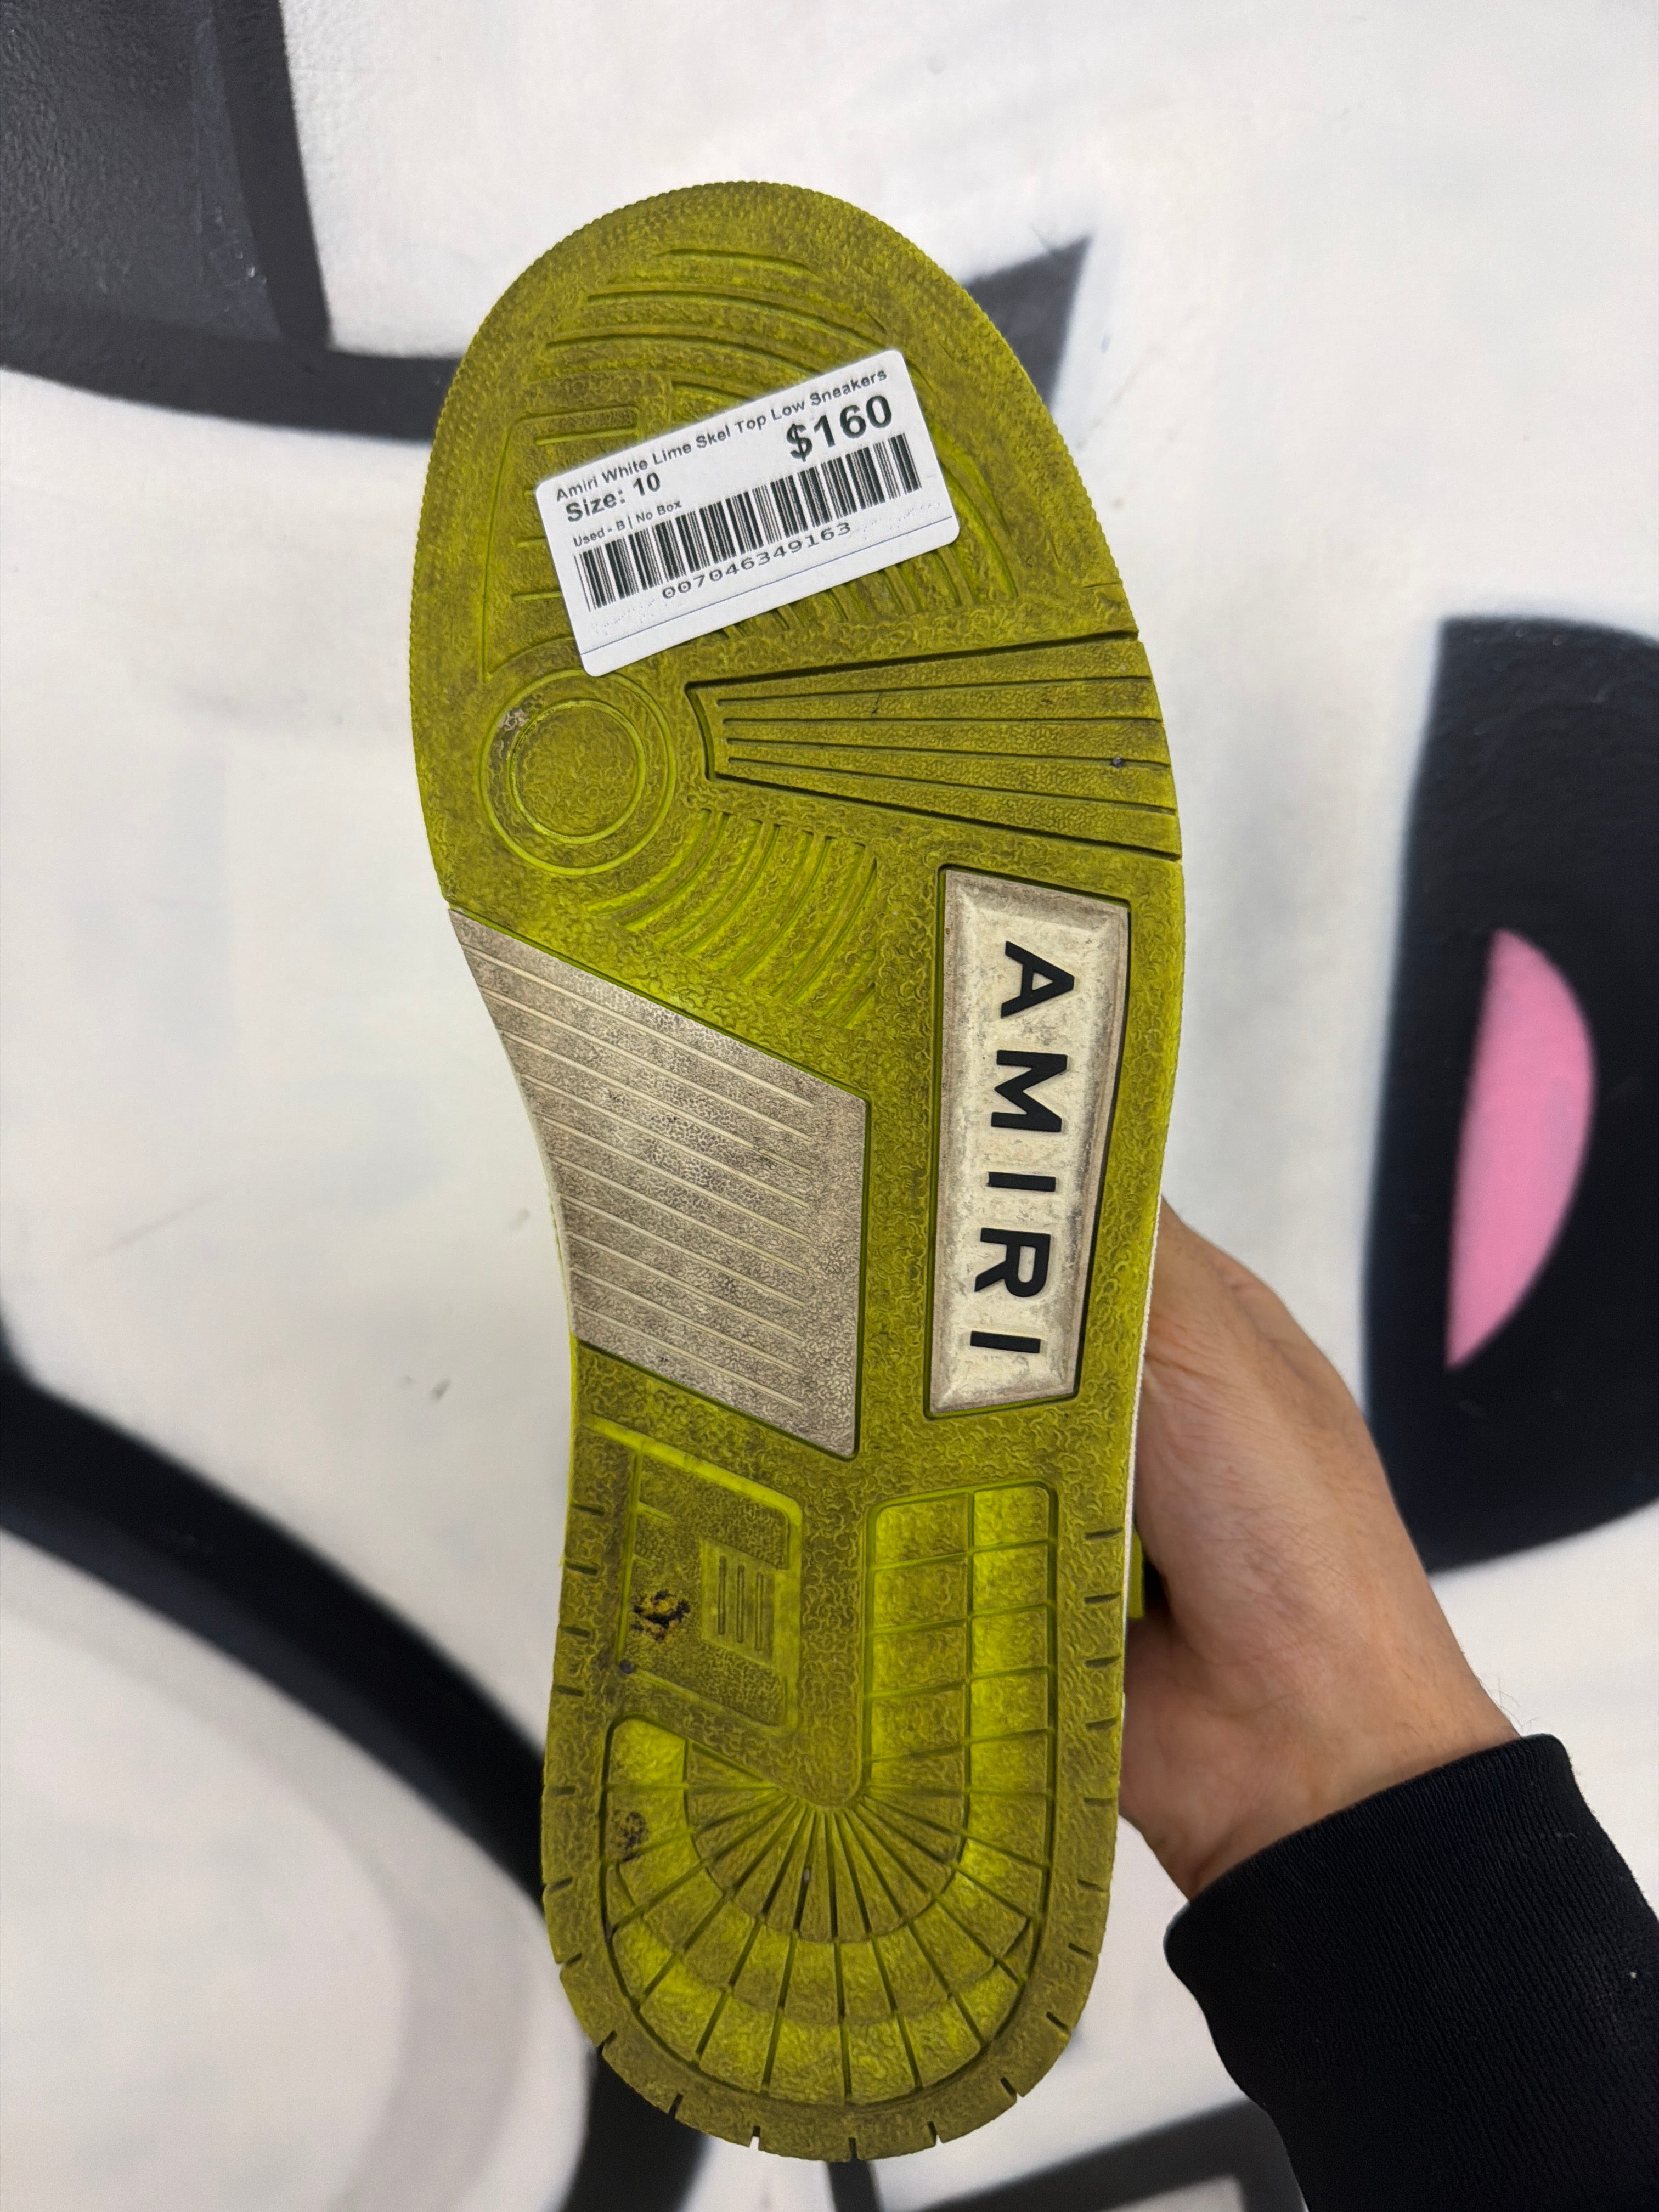 Amiri White Lime Skel Top Low Sneakers
Size: 10
$160
Used - B | No Box
007046349163
AMIRI